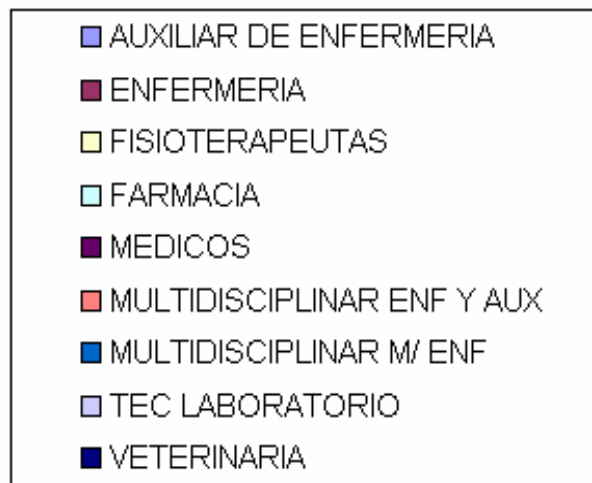 AUXILIAR DE ENFERMERIA
ENFERMERIA
FISIOTERAPEUTAS
FARMACIA
MEDICOS
MULTIDISCIPLINAR ENF Y AUX
MULTIDISCIPLINAR M/ ENF
TEC LABORATORIO
VETERINARIA